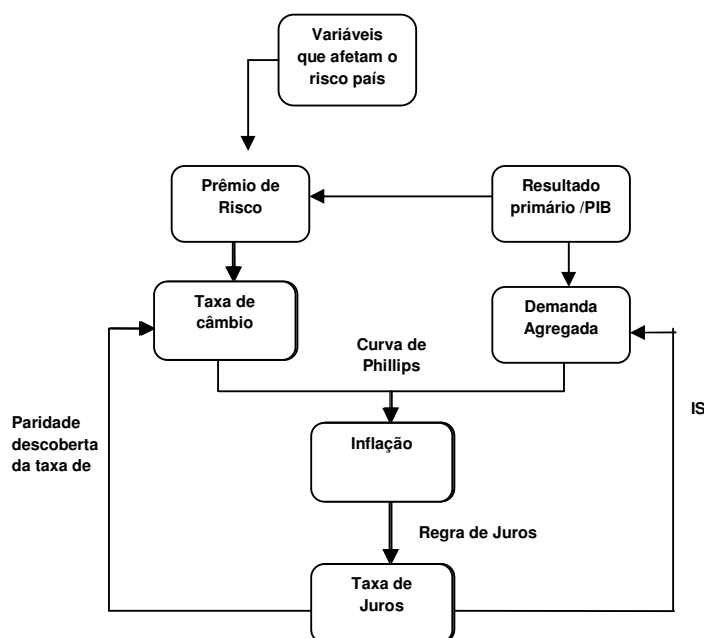 Variáveis
que afetam o
risco país
Prêmio de
Risco
Resultado
primário /PIB
Taxa de
câmbio
Demanda
Agregada
Curva de
Phillips
Paridade
descoberta
da taxa de
IS
Inflação
Regra de Juros
Taxa de
Juros